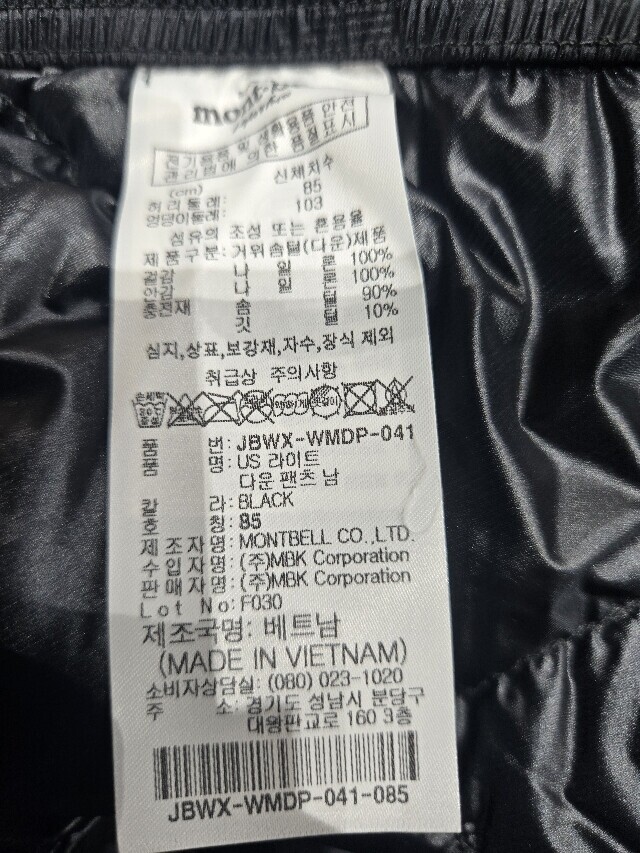 mont-bell
전기용품 및 생활용품 안전
관리법에 의한 품질표시
(cm) 신체치수
허리둘레: 85
엉덩이둘레: 103
섬유의 조성 또는 혼용율
제품구분:거위솜털(다운)제품
겉감 나 일 론 100%
안감 나 일 론 100%
충전재 솜 털 90%
깃 털 10%
심지,상표,보강재,자수,장식 제외
취급상 주의사항
품 번: JBWX-WMDP-041
품 명: US 라이트
다운 팬츠 남
칼 라: BLACK
호 칭: 85
제 조 자 명: MONTBELL CO.,LTD.
수 입 자 명: (주)MBK Corporation
판 매 자 명: (주)MBK Corporation
Lot No: F030
제조국명: 베트남
(MADE IN VIETNAM)
소비자상담실: (080) 023-1020
주 소: 경기도 성남시 분당구
대왕판교로 160 3층
JBWX-WMDP-041-085